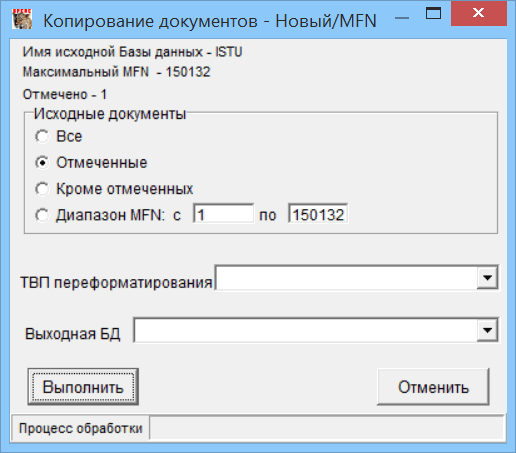 Копирование документов - Новый/MFN
Имя исходной Базы данных - ISTU
Максимальный MFN - 150132
Отмечено - 1
Исходные документы
Все
Отмеченные
Кроме отмеченных
Диапазон MFN: с 1 по 150132
ТВП переформатирования
Выходная БД
Выполнить Отменить
Процесс обработки